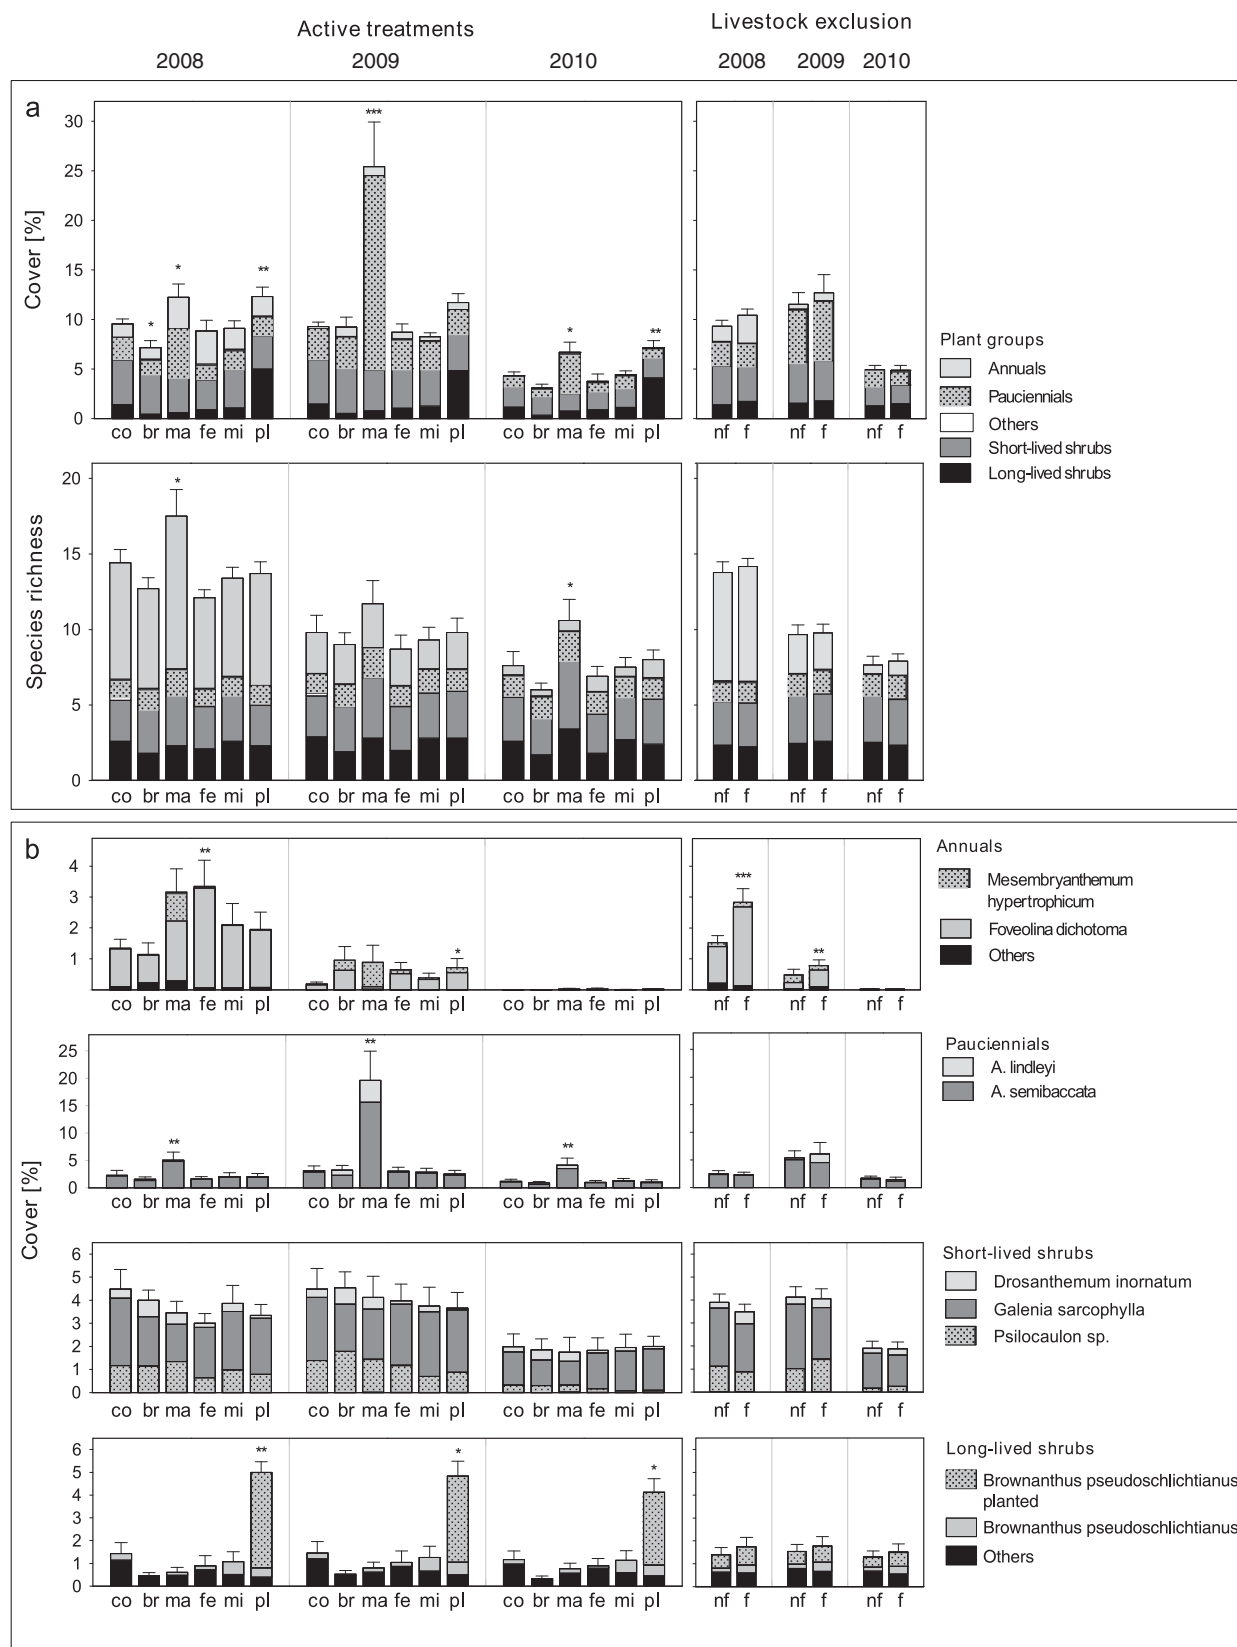 Active treatments
Livestock exclusion
2008 2009 2010 2008 2009 2010
a
Cover [%]
30
25
20
15
10
5
0
* * ** *** * **
co br ma fe mi pl co br ma fe mi pl co br ma fe mi pl nf f nf f nf f
Plant groups
Annuals
Pauciennials
Others
Short-lived shrubs
Long-lived shrubs
Species richness
20
15
10
5
0
* *
co br ma fe mi pl co br ma fe mi pl co br ma fe mi pl nf f nf f nf f
b
Cover [%]
4
3
2
1
** * *** **
co br ma fe mi pl co br ma fe mi pl co br ma fe mi pl nf f nf f nf f
Annuals
Mesembryanthemum
hypertrophicum
Foveolina dichotoma
Others
25
20
15
10
5
0
** ** **
co br ma fe mi pl co br ma fe mi pl co br ma fe mi pl nf f nf f nf f
Pauciennials
A. lindleyi
A. semibaccata
6
5
4
3
2
1
0
co br ma fe mi pl co br ma fe mi pl co br ma fe mi pl nf f nf f nf f
Short-lived shrubs
Drosanthemum inornatum
Galenia sarcophylla
Psilocaulon sp.
6
5
4
3
2
1
0
** * *
co br ma fe mi pl co br ma fe mi pl co br ma fe mi pl nf f nf f nf f
Long-lived shrubs
Brownanthus pseudoschlichtianus
planted
Brownanthus pseudoschlichtianus
Others